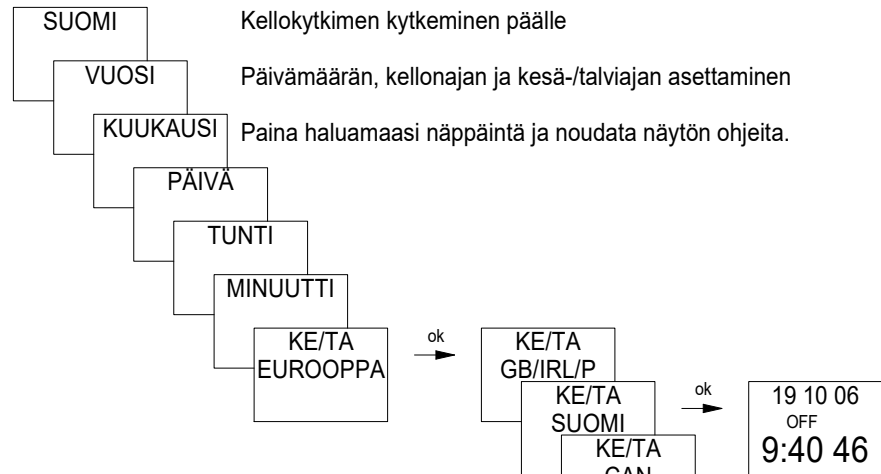 SUOMI
Kellokytkimen kytkeminen päälle
VUOSI
Päivämäärän, kellonajan ja kesä-/talviajan asettaminen
KUUKAUSI
Paina haluamaasi näppäintä ja noudata näytön ohjeita.
PÄIVÄ
TUNTI
MINUUTTI
KE/TA
EUROOPPA
ok
KE/TA
GB/IRL/P
KE/TA
SUOMI
ok
19 10 06
OFF
9:40 46
KE/TA